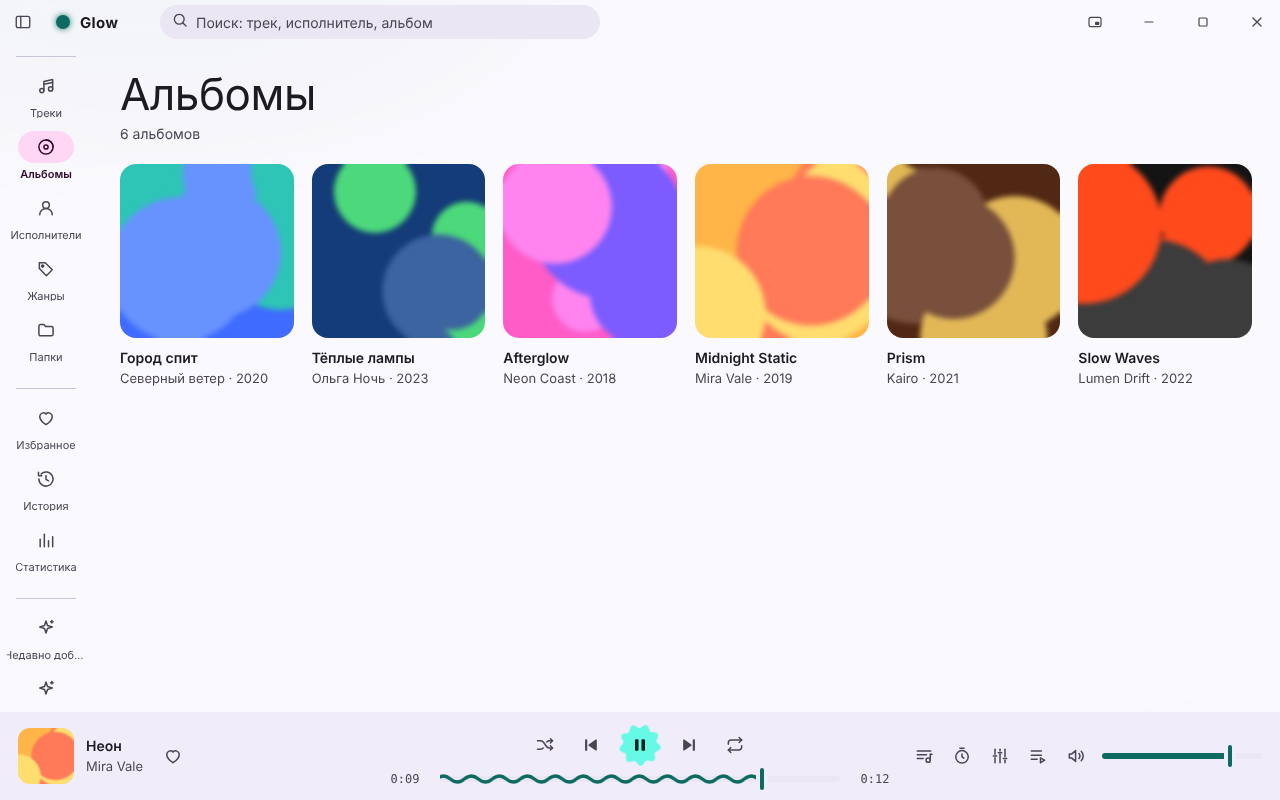 Glow
Поиск: трек, исполнитель, альбом
Треки
Альбомы
Исполнители
Жанры
Папки
Избранное
История
Статистика
Недавно доб...
Альбомы
6 альбомов
Город спит
Северный ветер · 2020
Тёплые лампы
Ольга Ночь · 2023
Afterglow
Neon Coast · 2018
Midnight Static
Mira Vale · 2019
Prism
Kairo · 2021
Slow Waves
Lumen Drift · 2022
Неон
Mira Vale
0:09
0:12